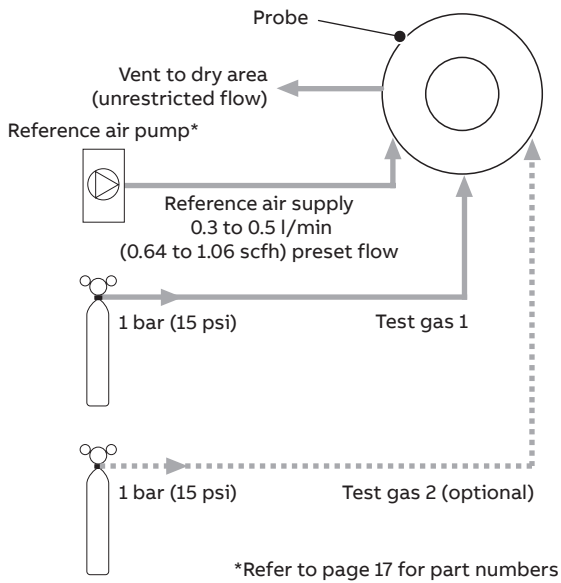 Probe
Vent to dry area
(unrestricted flow)
Reference air pump*
Reference air supply
0.3 to 0.5 l/min
(0.64 to 1.06 scfh) preset flow
1 bar (15 psi)
Test gas 1
1 bar (15 psi)
Test gas 2 (optional)
*Refer to page 17 for part numbers